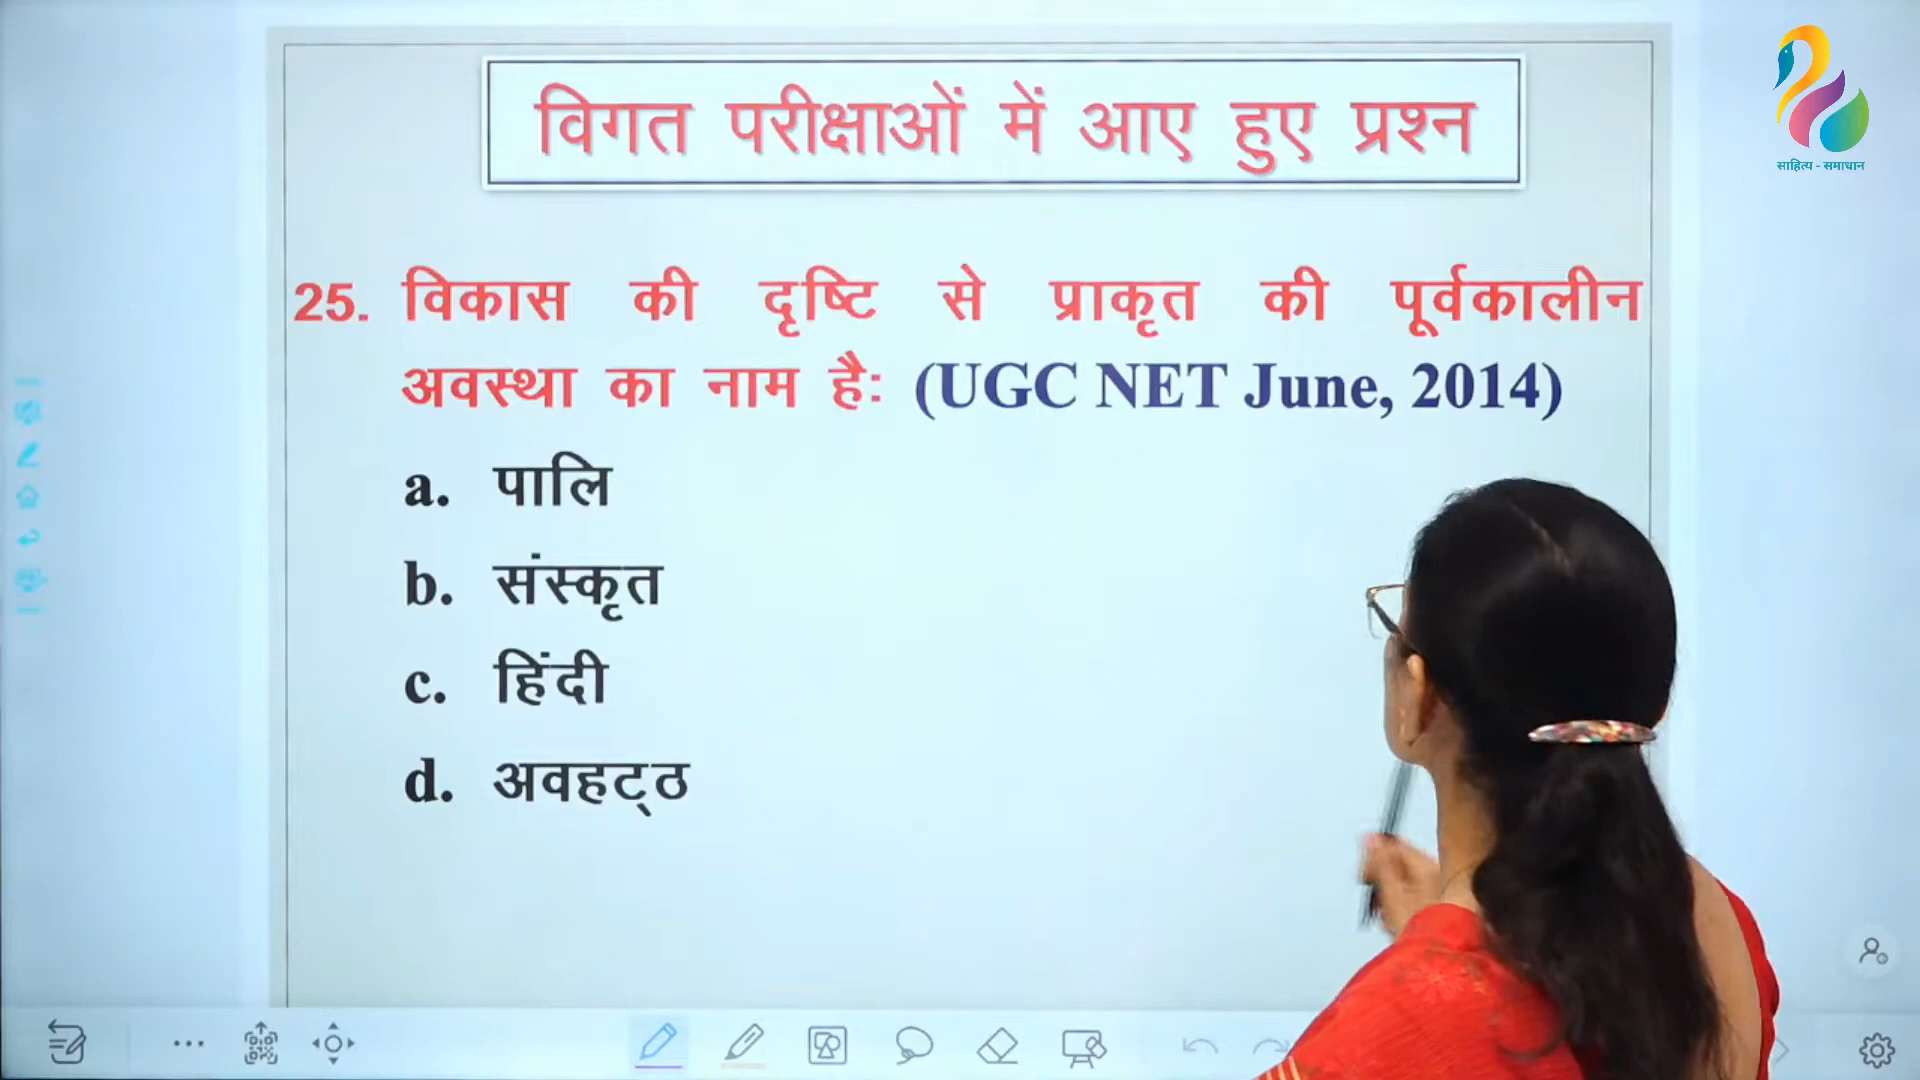 विगत परीक्षाओं में आए हुए प्रश्न
साहित्य - समाधान
25. विकास की दृष्टि से प्राकृत की पूर्वकालीन
अवस्था का नाम है: (UGC NET June, 2014)
a. पालि
b. संस्कृत
c. हिंदी
d. अवहट्ठ